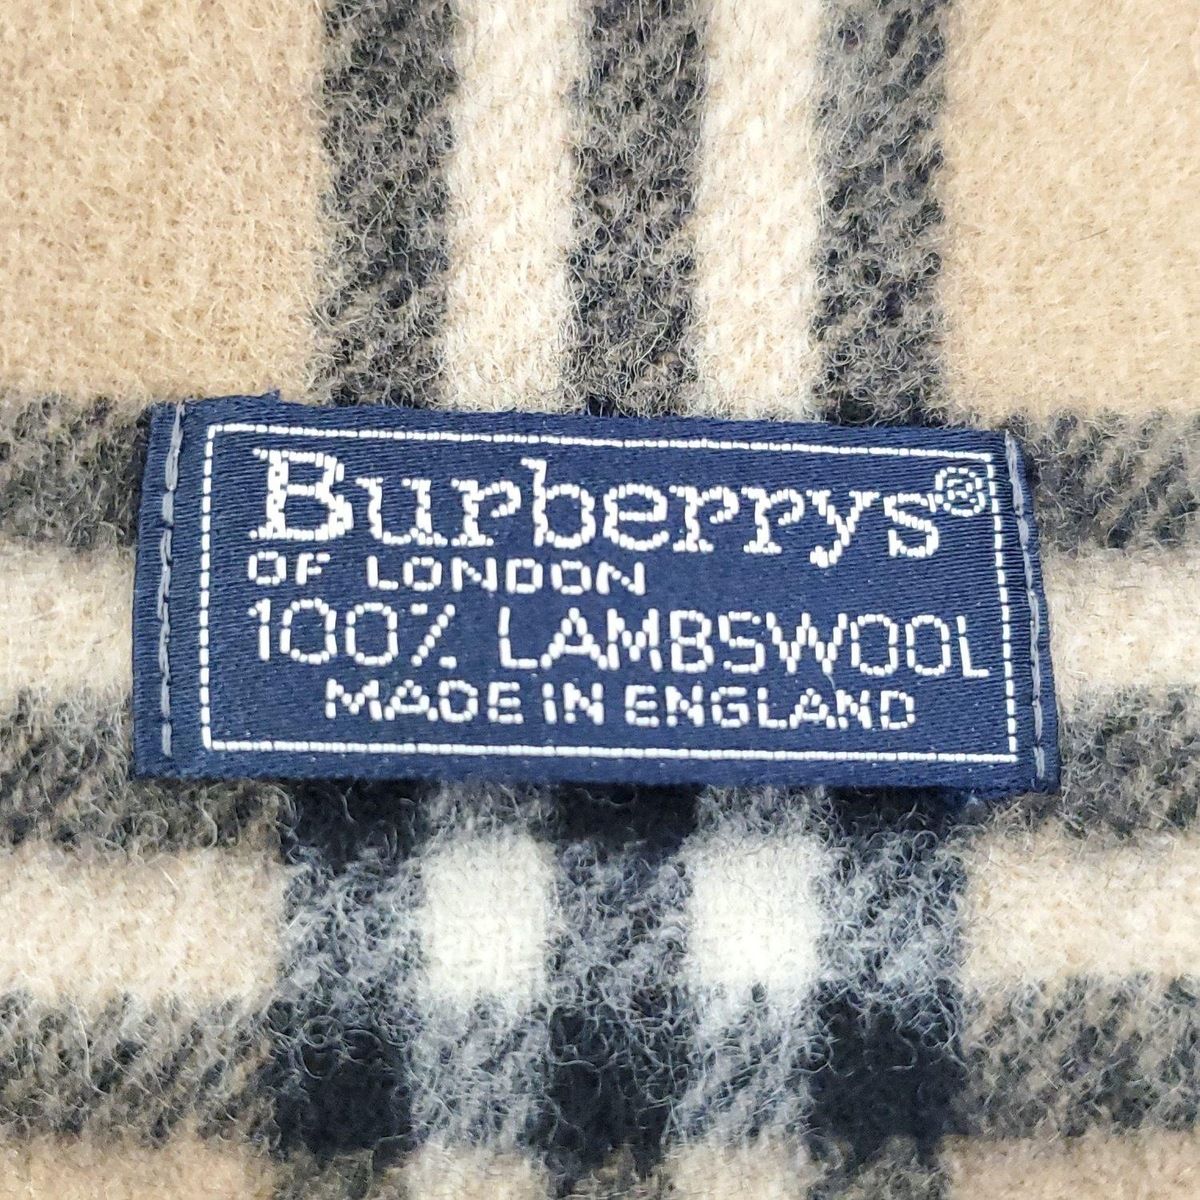 Burberrys®
OF LONDON
100% LAMBSWOOL
MADE IN ENGLAND